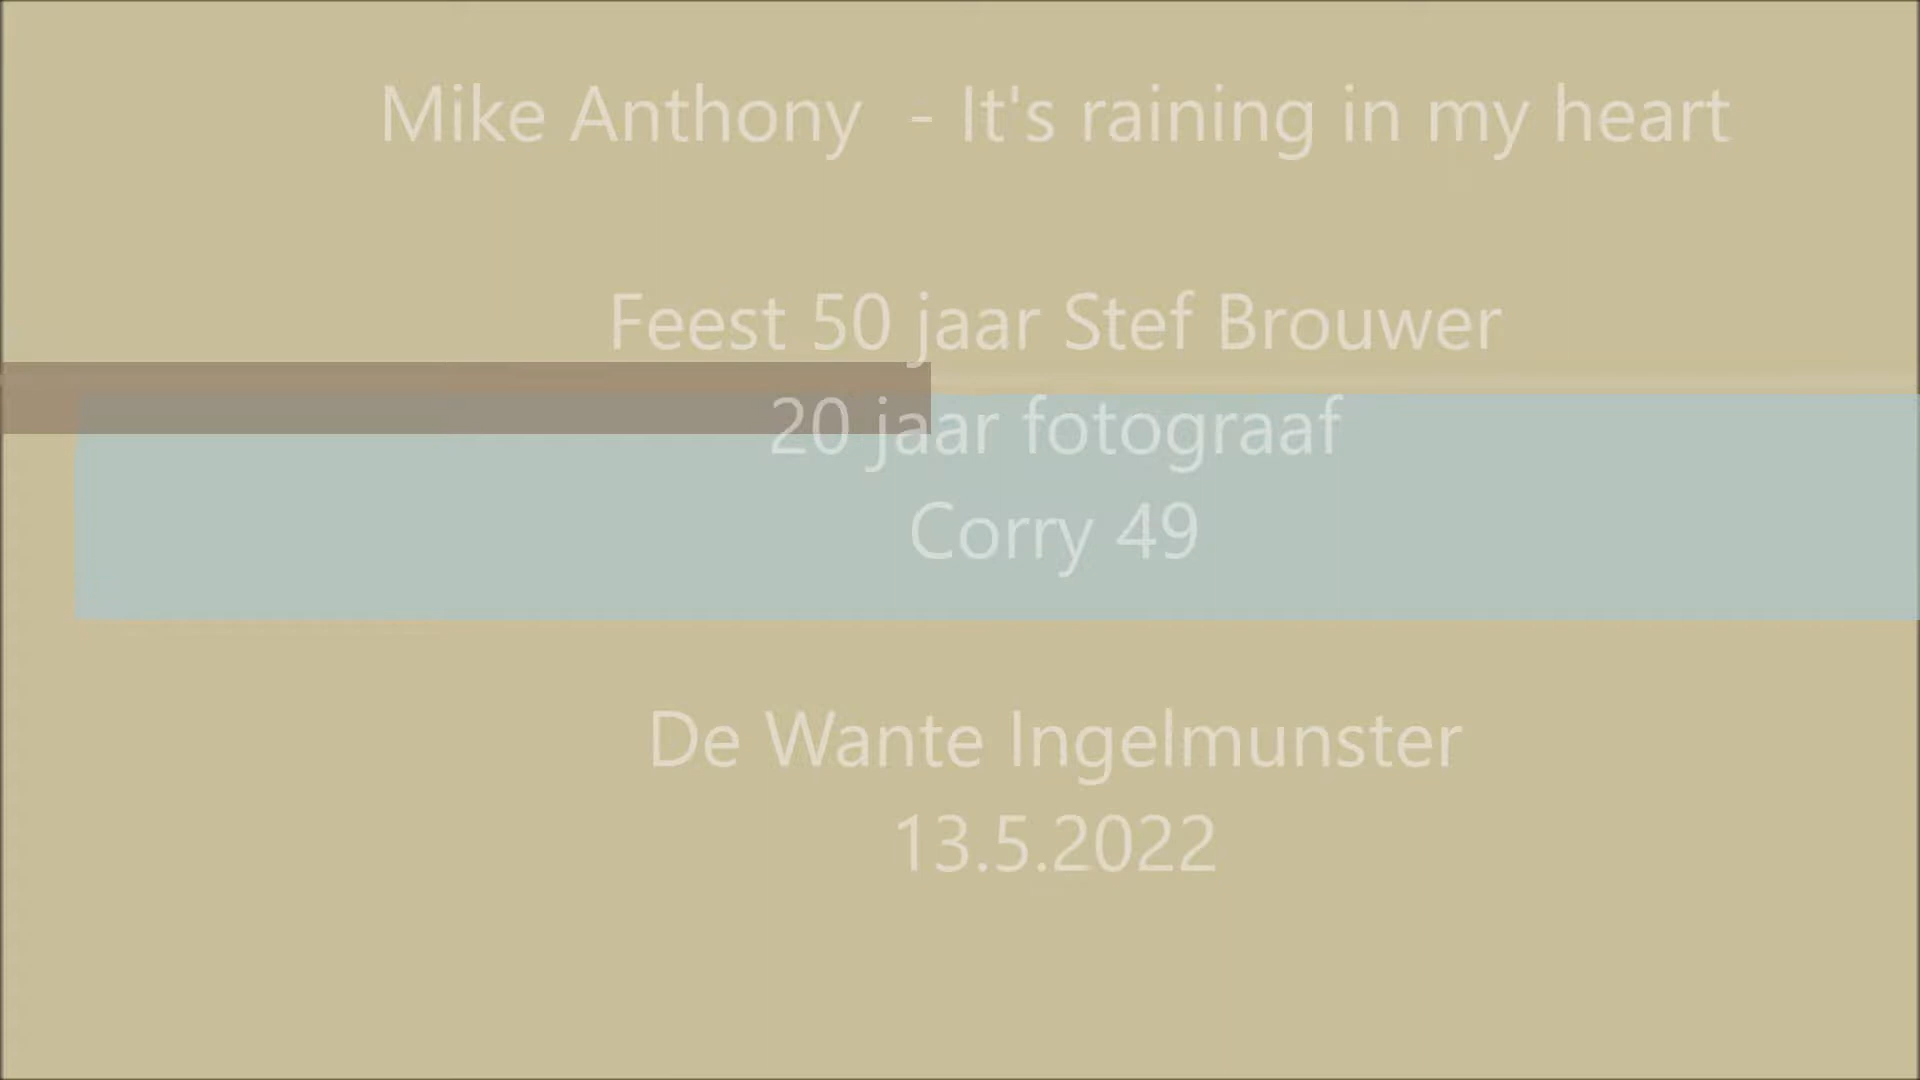 Mike Anthony  - It's raining in my heart
Feest 50 jaar Stef Brouwer
20 jaar fotograaf
Corry 49
De Wante Ingelmunster
13.5.2022